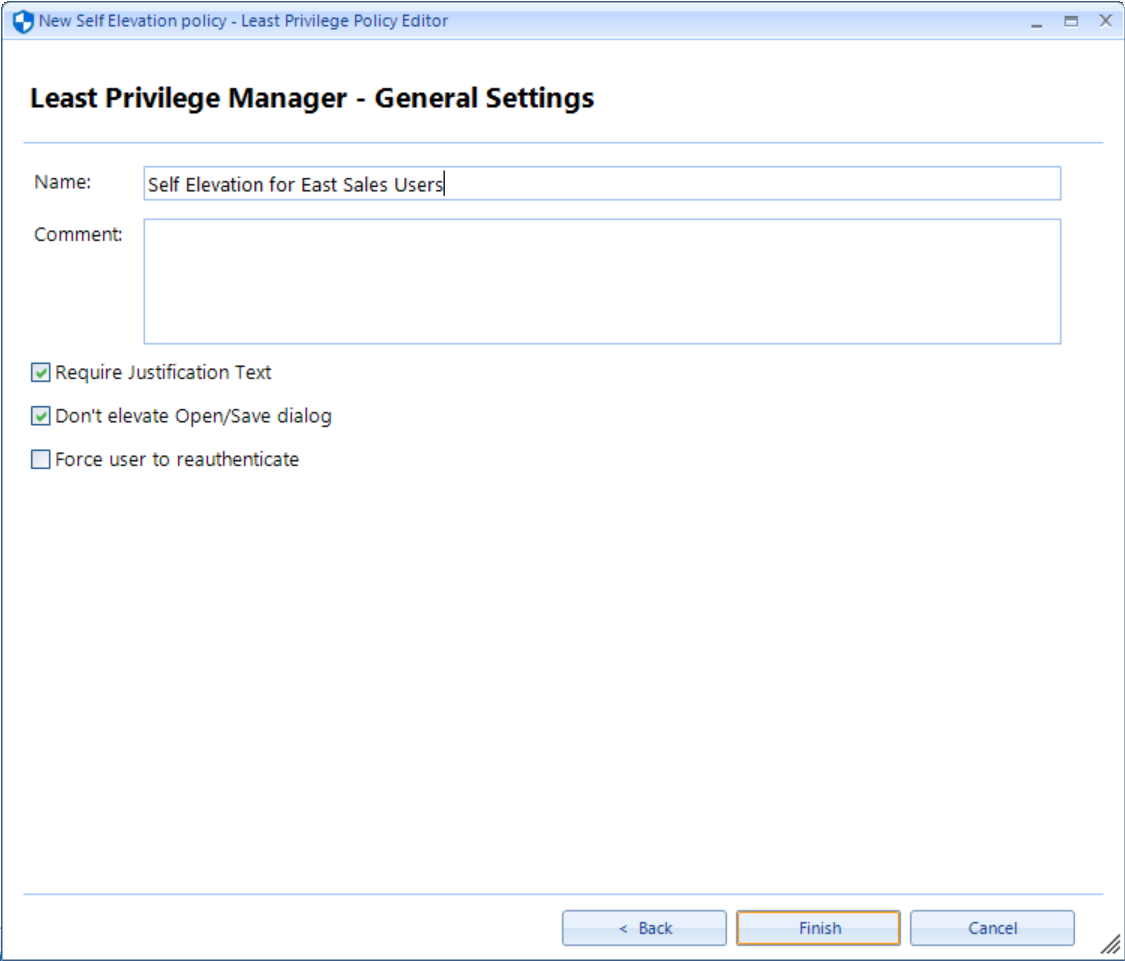 New Self Elevation policy - Least Privilege Policy Editor
Least Privilege Manager - General Settings
Name:
Self Elevation for East Sales Users
Comment:
Require Justification Text
Don't elevate Open/Save dialog
Force user to reauthenticate
< Back
Finish
Cancel